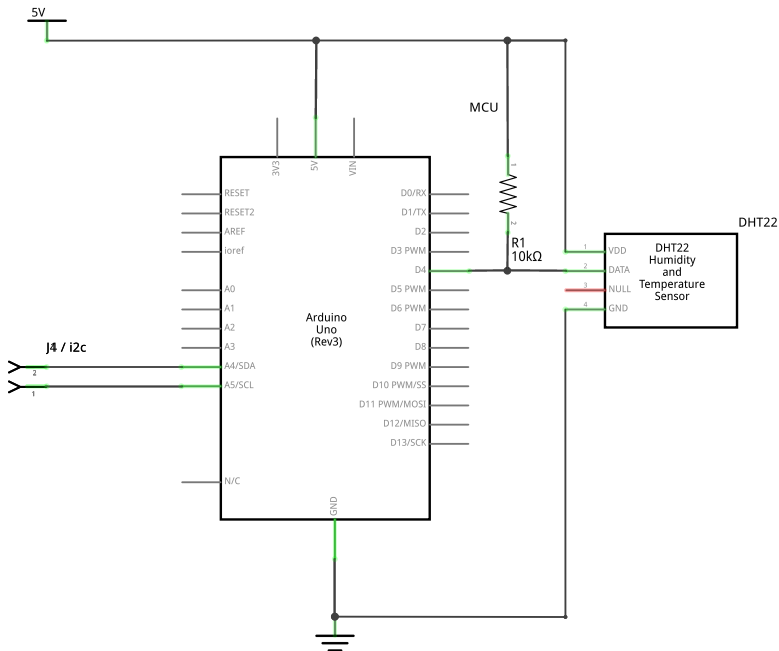 5V
MCU
3V3
5V
VIN
RESET
RESET2
AREF
ioref
A0
A1
A2
A3
A4/SDA
A5/SCL
N/C
D0/RX
D1/TX
D2
D3 PWM
D4
D5 PWM
D6 PWM
D7
D8
D9 PWM
D10 PWM/SS
D11 PWM/MOSI
D12/MISO
D13/SCK
GND
Arduino
Uno
(Rev3)
/ i2c
2
1
1
2
R1
10kΩ
DHT22
1
2
3
4
VDD
DATA
NULL
GND
DHT22
Humidity
and
Temperature
Sensor